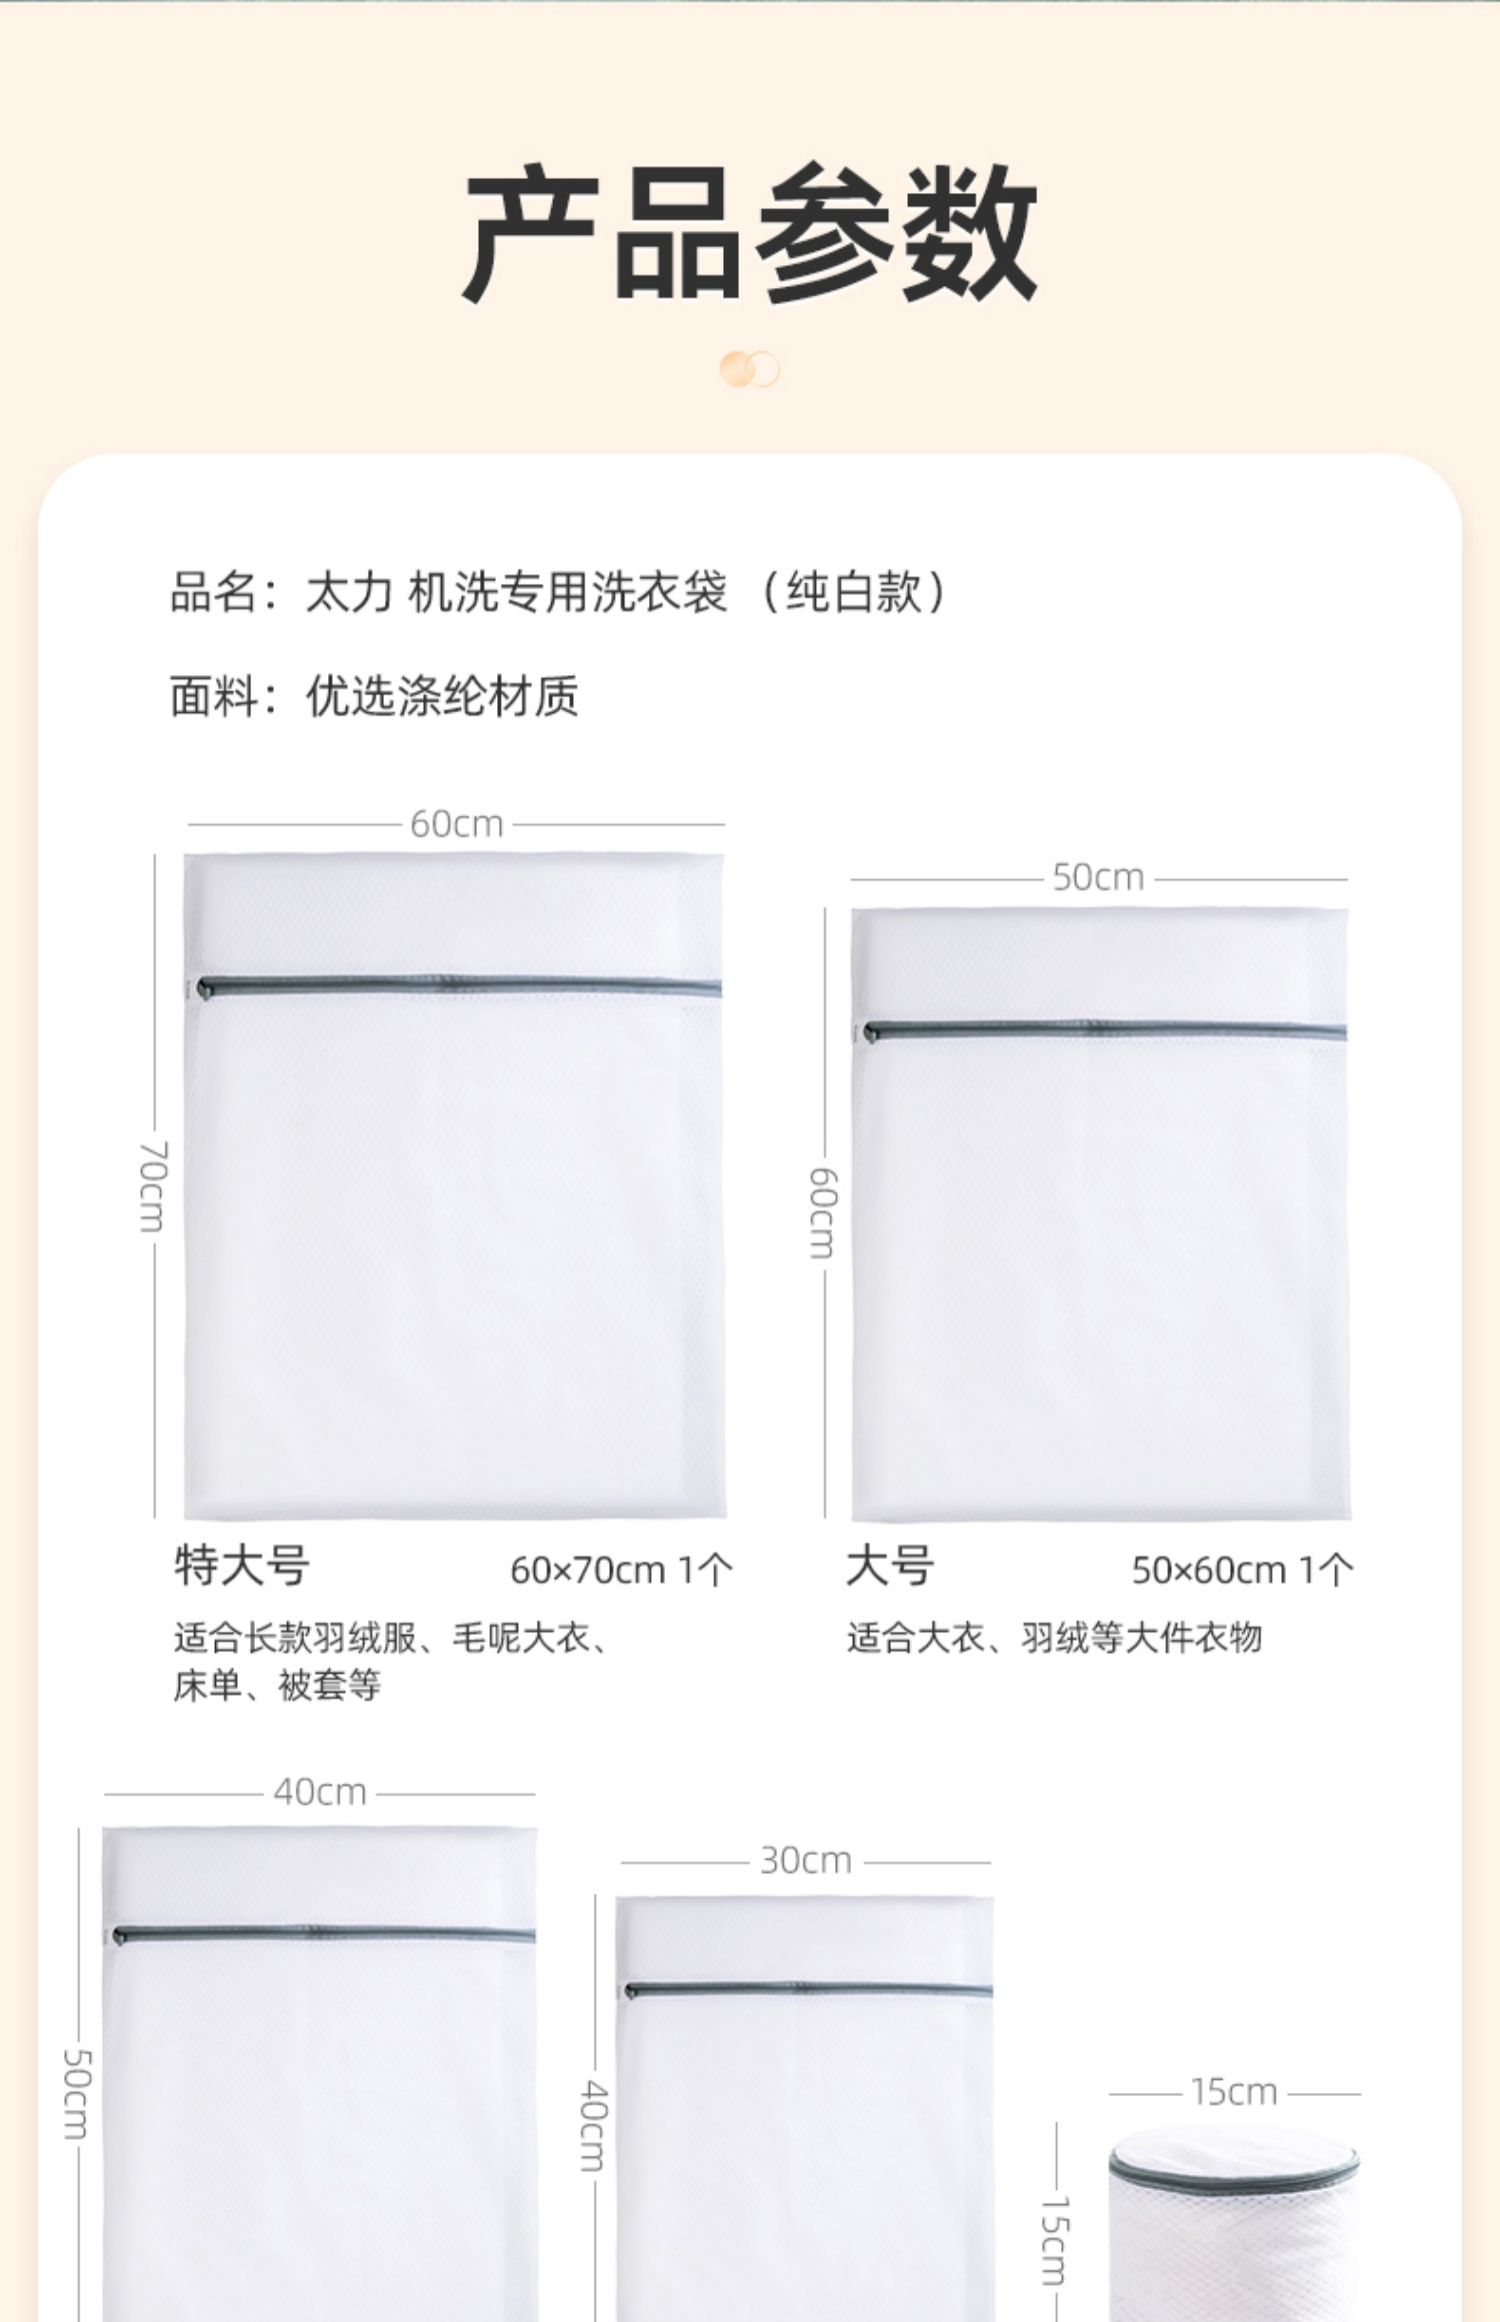 产品参数
品名：太力 机洗专用洗衣袋（纯白款）
面料：优选涤纶材质
60cm
50cm
70cm
60cm
特大号 60×70cm 1个
适合长款羽绒服、毛呢大衣、
床单、被套等
大号 50×60cm 1个
适合大衣、羽绒等大件衣物
40cm
30cm
50cm
40cm
15cm
15cm